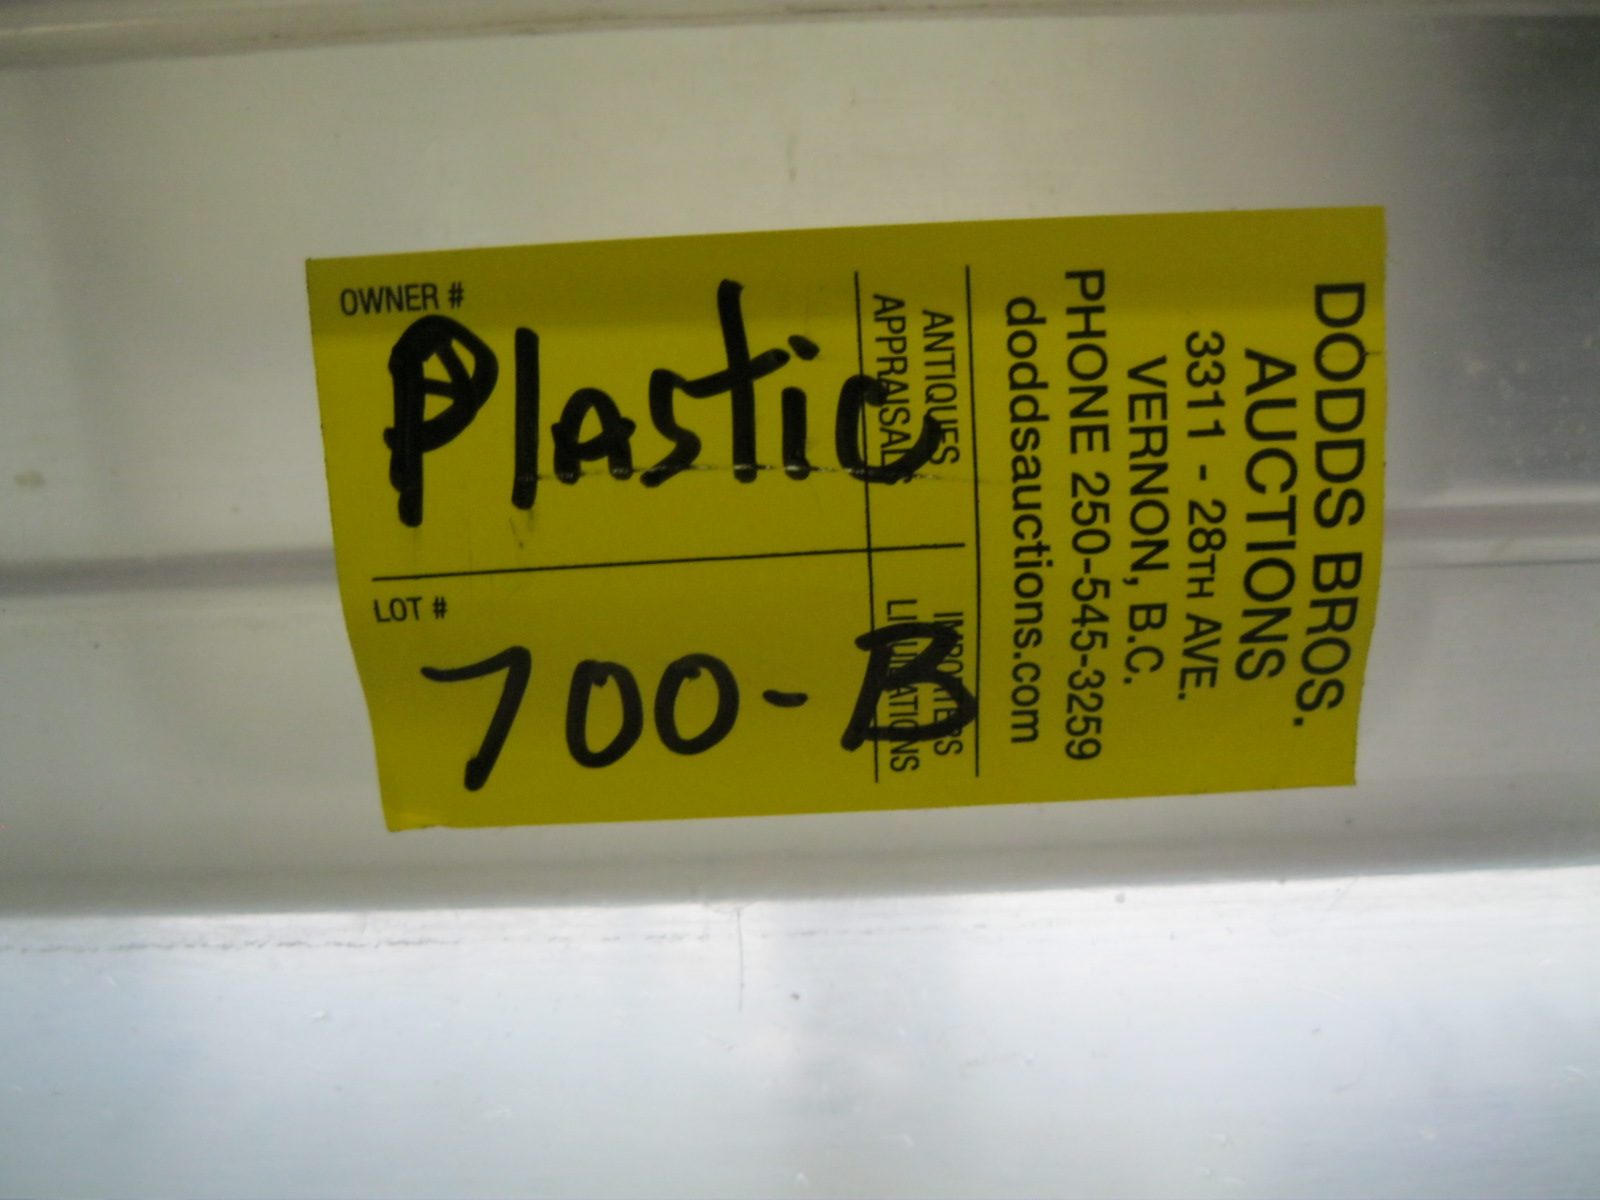 DODDS BROS.
AUCTIONS
3311 - 28TH AVE.
VERNON, B.C.
PHONE 250-545-3259
doddsauctions.com
ANTIQUES IMPORTERS
APPRAISALS LIQUIDATIONS
OWNER #
Plastic
LOT #
700-B